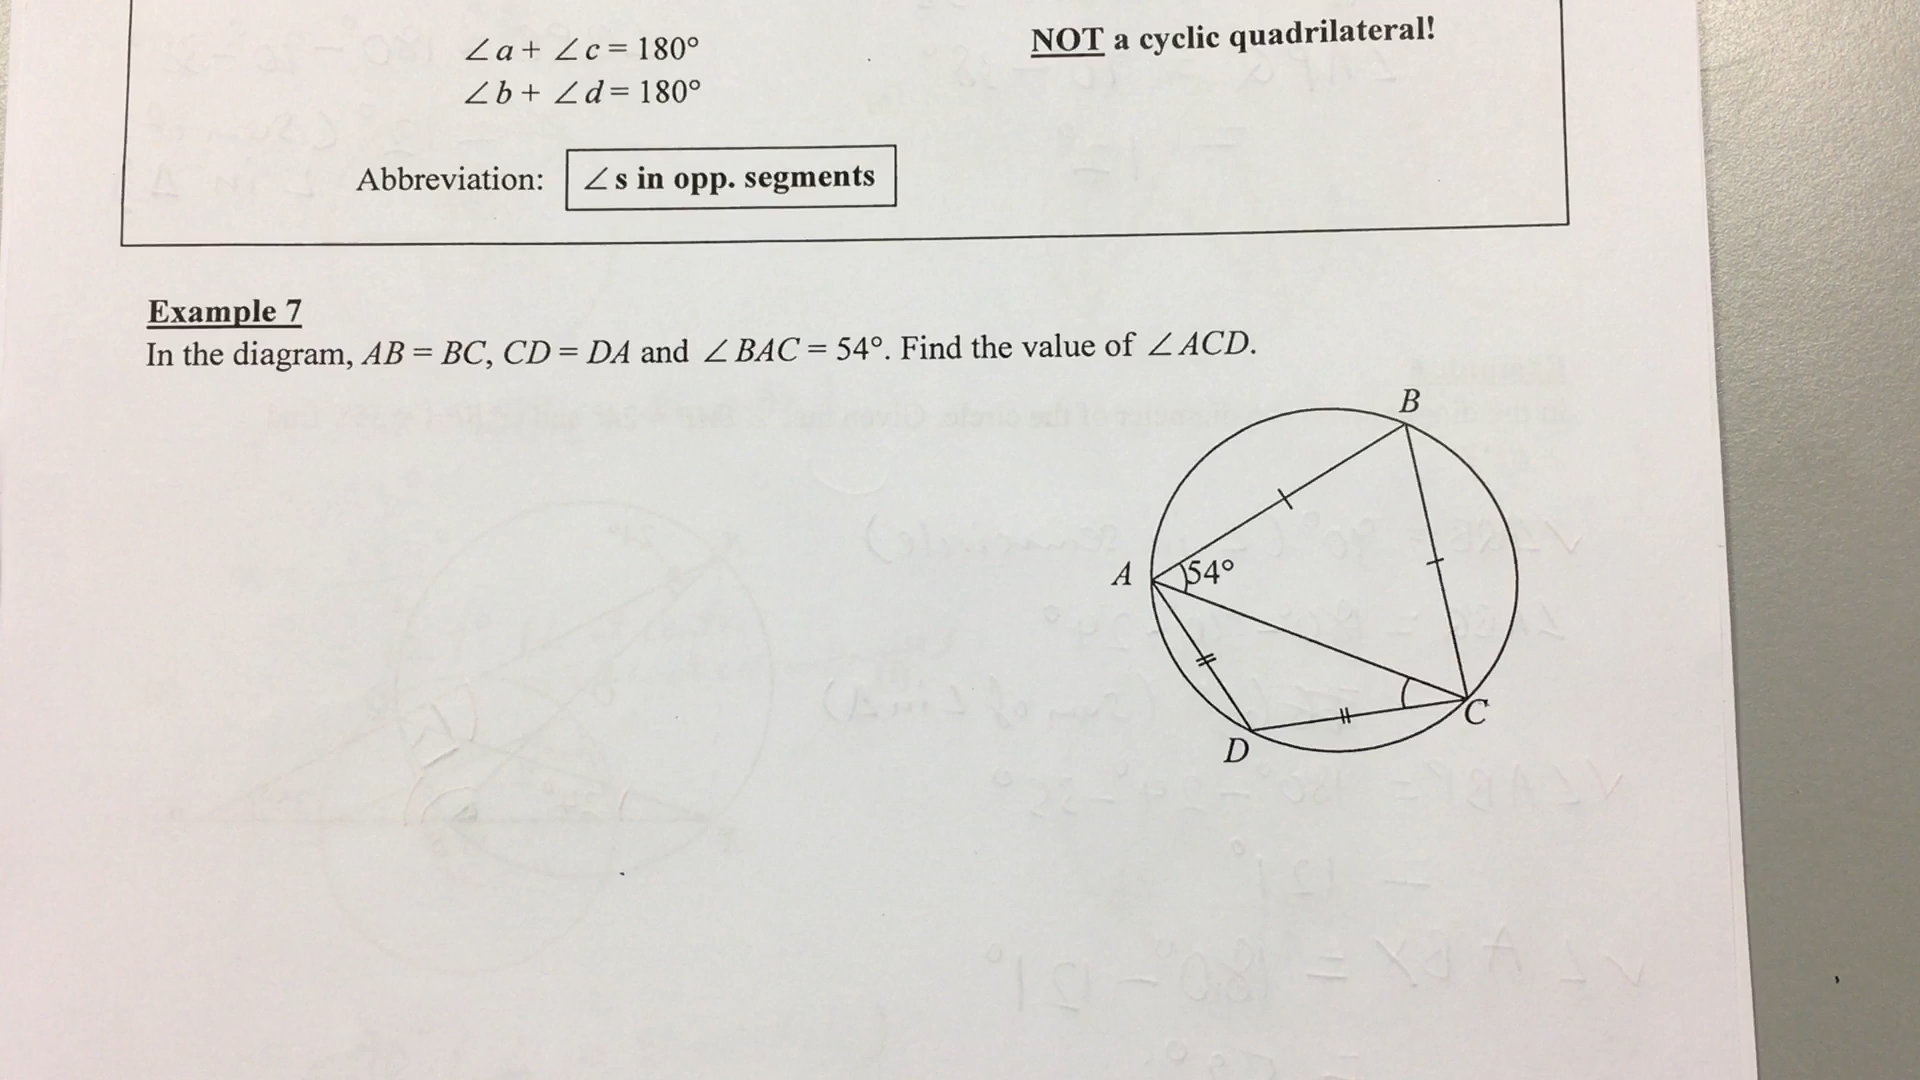 ∠a + ∠c = 180°
NOT a cyclic quadrilateral!
∠b + ∠d = 180°
Abbreviation: ∠s in opp. segments
Example 7
In the diagram, AB = BC, CD = DA and ∠BAC = 54°. Find the value of ∠ACD.
B
A
54°
C
D